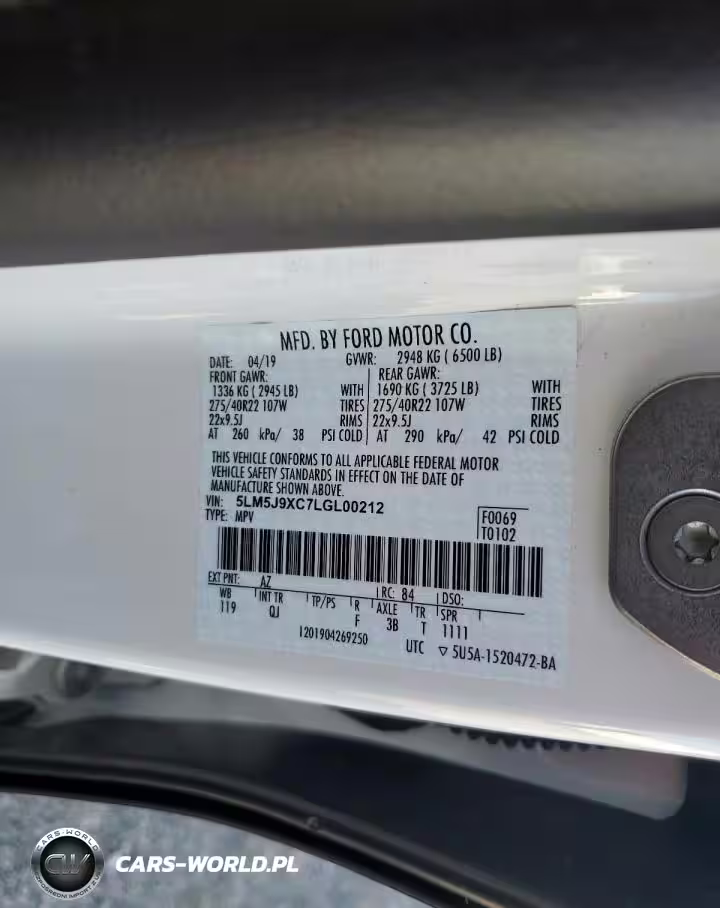 MFD. BY FORD MOTOR CO.
DATE: 04/19 GVWR: 2948 KG ( 6500 LB)
FRONT GAWR: REAR GAWR:
1336 KG ( 2945 LB) WITH 1690 KG ( 3725 LB) WITH
275/40R22 107W TIRES 275/40R22 107W TIRES
22x9.5J RIMS 22x9.5J RIMS
AT 260 kPa/ 38 PSI COLD AT 290 kPa/ 42 PSI COLD
THIS VEHICLE CONFORMS TO ALL APPLICABLE FEDERAL MOTOR
VEHICLE SAFETY STANDARDS IN EFFECT ON THE DATE OF
MANUFACTURE SHOWN ABOVE.
VIN: 5LM5J9XC7LGL00212
TYPE: MPV
F0069
T0102
EXT PNT: AZ RC: 84 DSO:
WB INT TR TP/PS R AXLE TR SPR
119 QJ F 3B T 1111
1201904269250 UTC ▽ 5U5A-1520472-BA
CARS-WORLD
CW
CARS-WORLD.PL